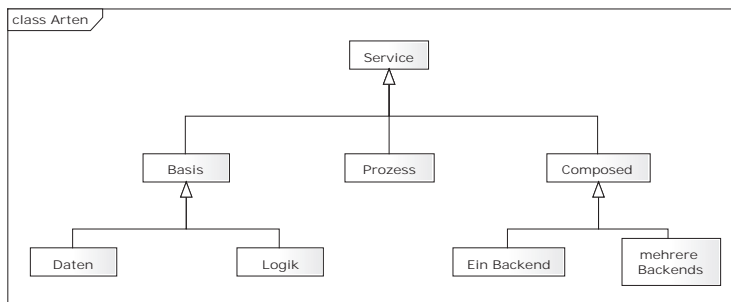 class Arten
Service
Basis
Prozess
Composed
Daten
Logik
Ein Backend
mehrere
Backends